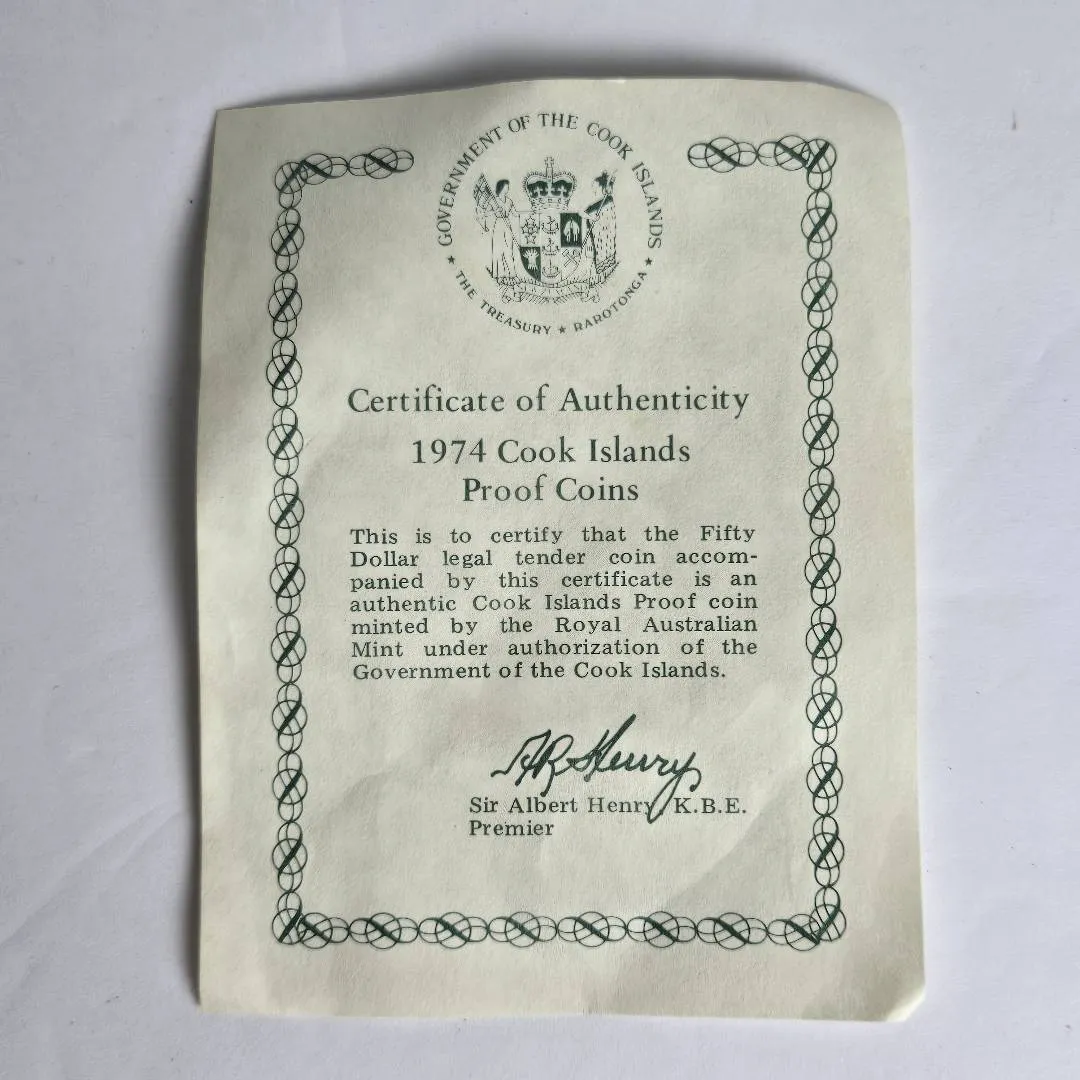 GOVERNMENT OF THE COOK ISLANDS
★ THE TREASURY ★ RAROTONGA ★
Certificate of Authenticity
1974 Cook Islands
Proof Coins
This is to certify that the Fifty
Dollar legal tender coin accom-
panied by this certificate is an
authentic Cook Islands Proof coin
minted by the Royal Australian
Mint under authorization of the
Government of the Cook Islands.
AR Henry
Sir Albert Henry K.B.E.
Premier